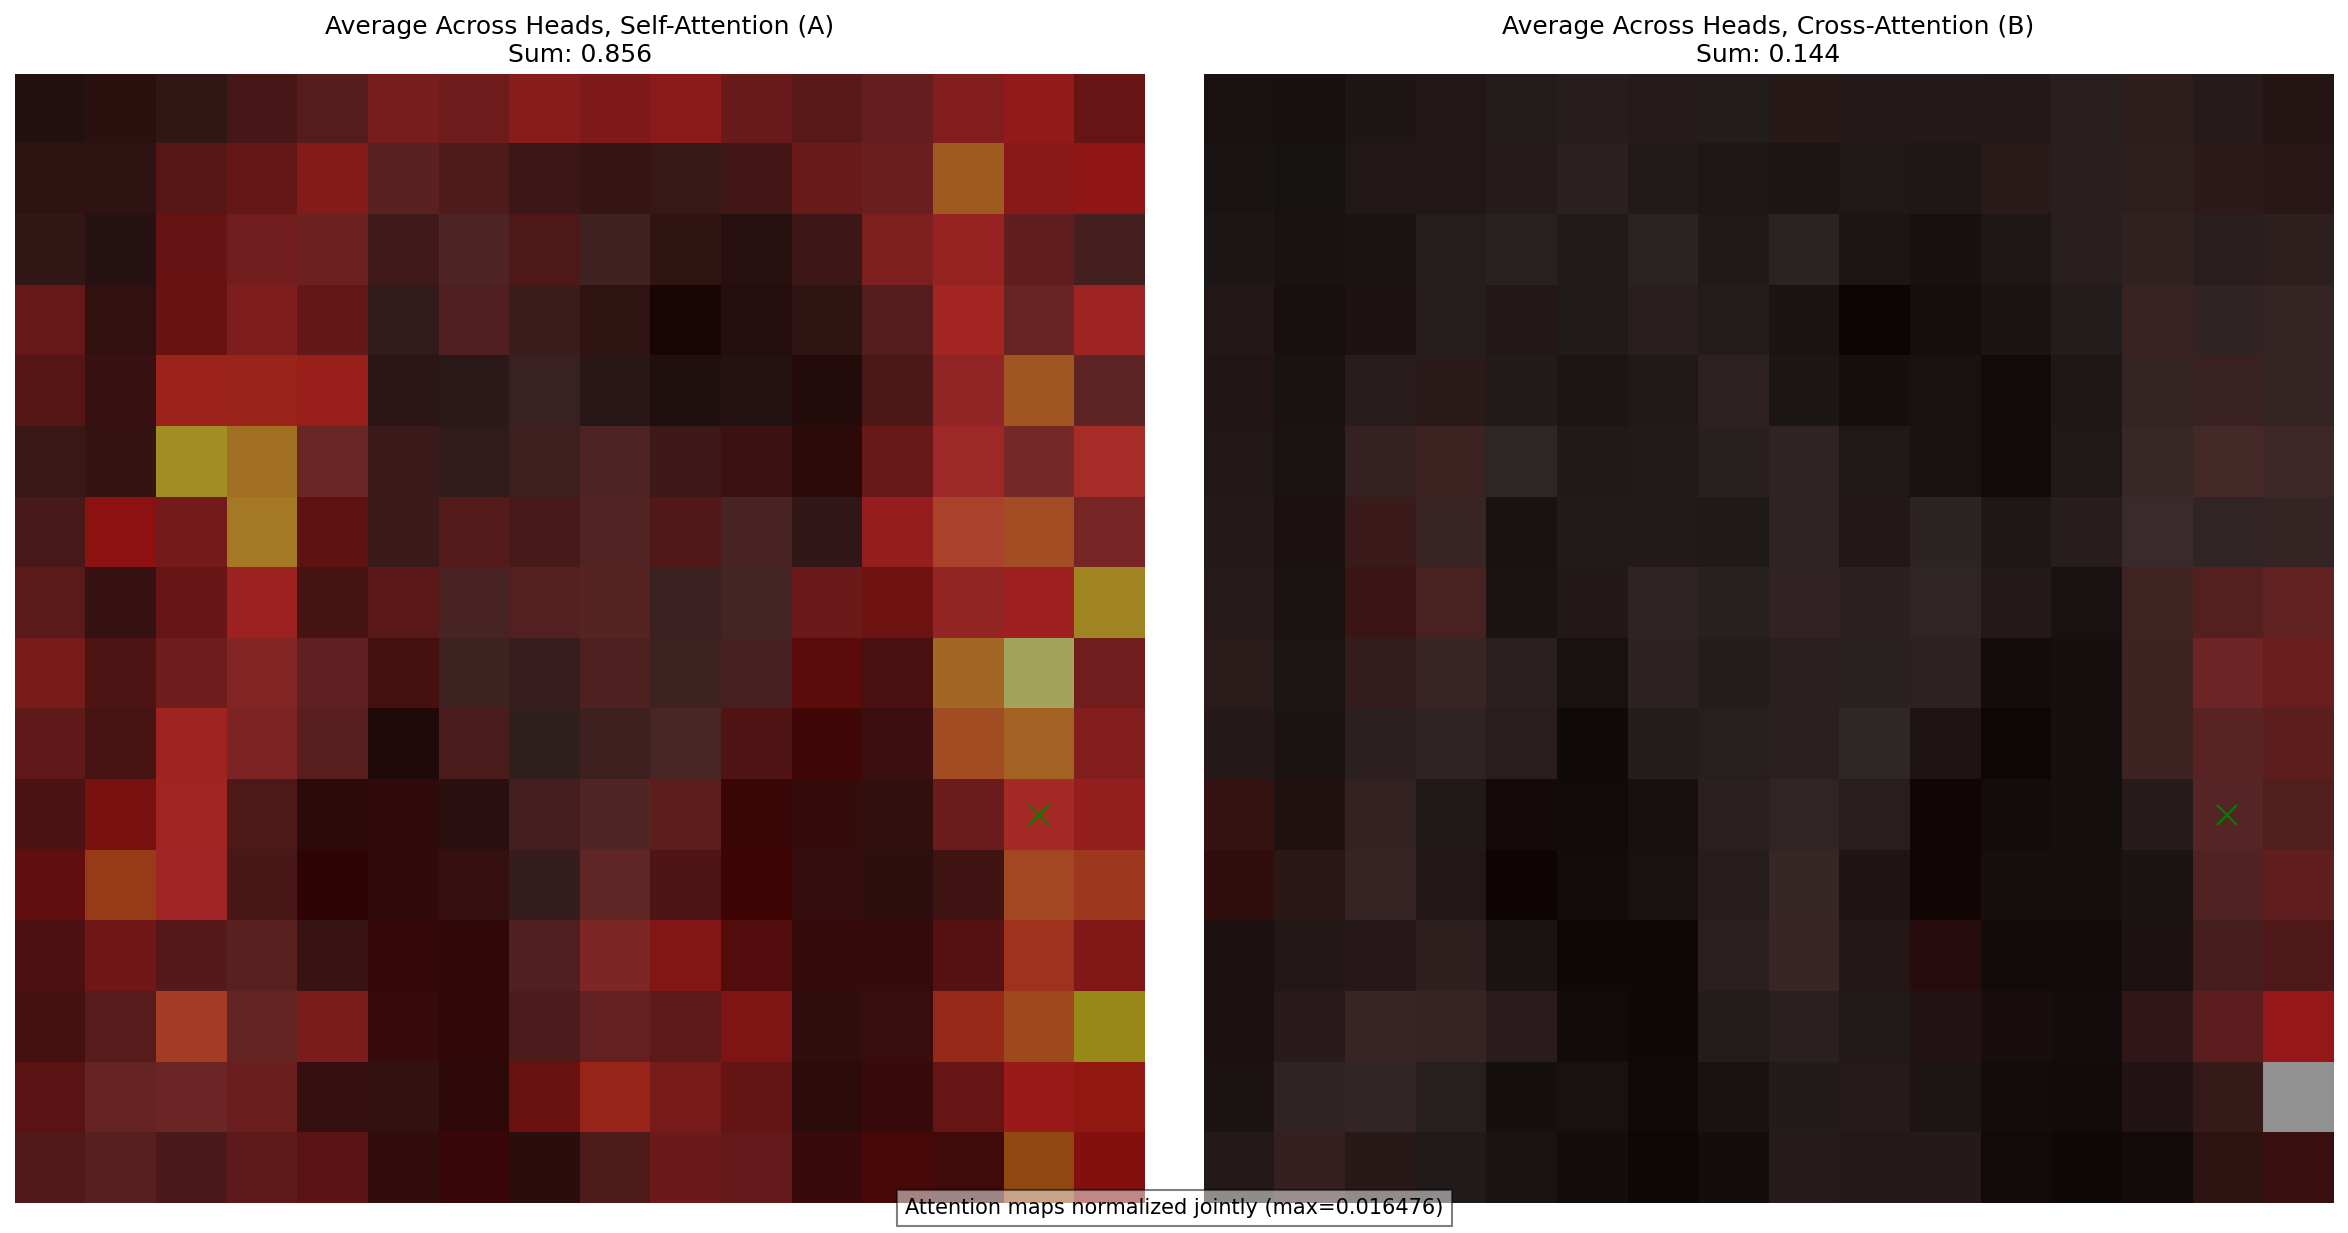 Average Across Heads, Self-Attention (A)
Sum: 0.856
Average Across Heads, Cross-Attention (B)
Sum: 0.144
Attention maps normalized jointly (max=0.016476)